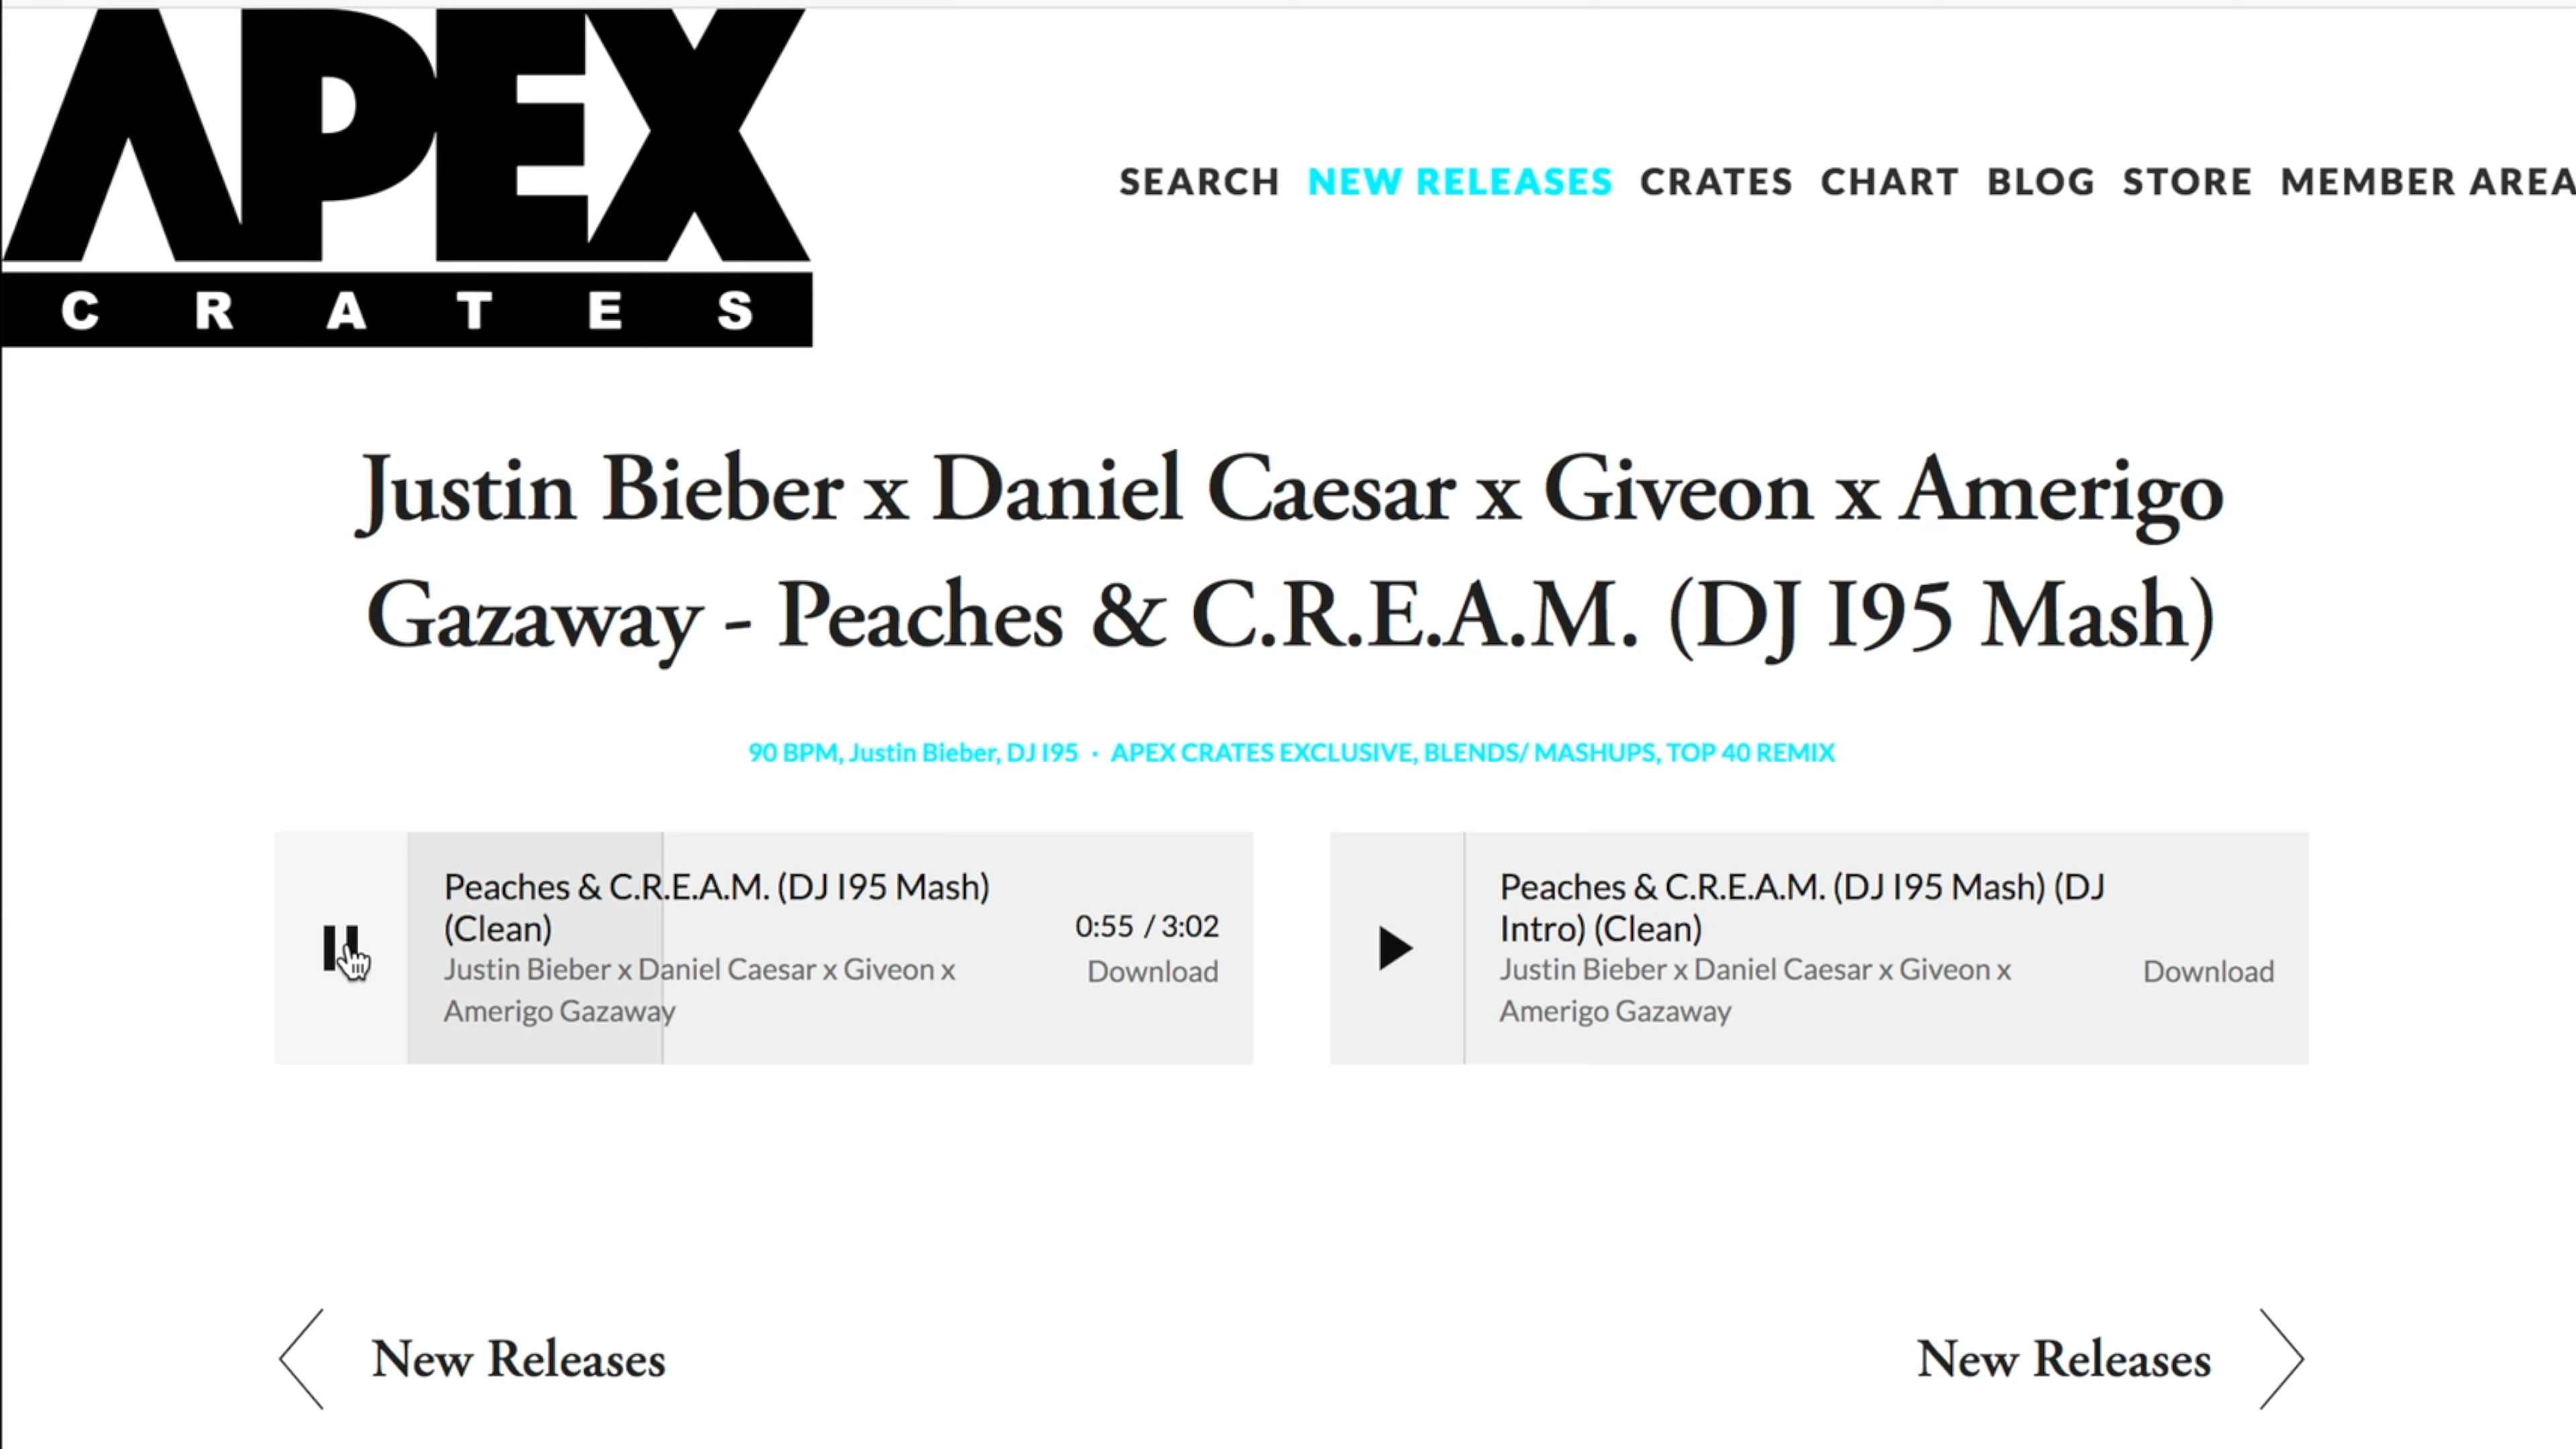 APEX
CRATES
SEARCH NEW RELEASES CRATES CHART BLOG STORE MEMBER AREA
Justin Bieber x Daniel Caesar x Giveon x Amerigo
Gazaway - Peaches & C.R.E.A.M. (DJ I95 Mash)
90 BPM, Justin Bieber, DJ I95 · APEX CRATES EXCLUSIVE, BLENDS/ MASHUPS, TOP 40 REMIX
Peaches & C.R.E.A.M. (DJ I95 Mash)
(Clean)
0:55 / 3:02
Justin Bieber x Daniel Caesar x Giveon x
Amerigo Gazaway
Download
Peaches & C.R.E.A.M. (DJ I95 Mash) (DJ
Intro) (Clean)
Justin Bieber x Daniel Caesar x Giveon x
Amerigo Gazaway
Download
New Releases
New Releases